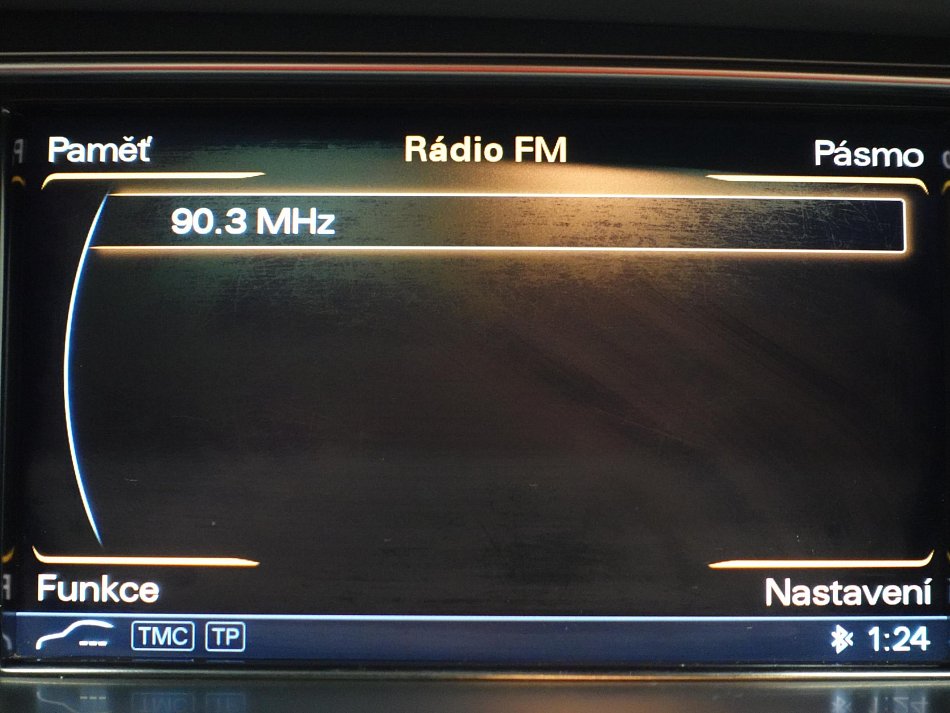 Paměť Rádio FM Pásmo
90.3 MHz
Funkce Nastavení
TMC TP 1:24